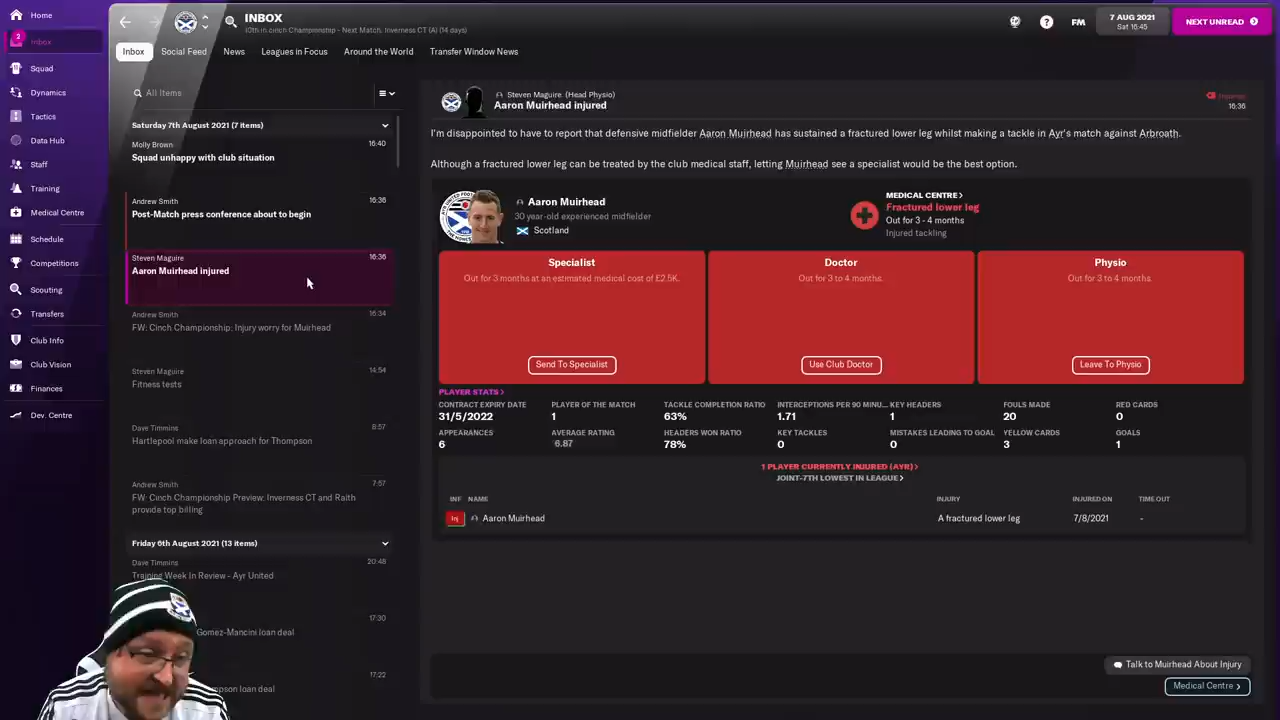 Home
2
Inbox
Squad
Dynamics
Tactics
Data Hub
Staff
Training
Medical Centre
Schedule
Competitions
Scouting
Transfers
Club Info
Club Vision
Finances
Dev. Centre
INBOX
10th in cinch Championship - Next Match: Inverness CT (A) (14 days)
FM
7 AUG 2021
Sat 16:45
NEXT UNREAD
Inbox
Social Feed
News
Leagues in Focus
Around the World
Transfer Window News
All Items
Saturday 7th August 2021 (7 items)
Molly Brown 16:40
Squad unhappy with club situation
Andrew Smith 16:36
Post-Match press conference about to begin
Steven Maguire 16:36
Aaron Muirhead injured
Andrew Smith 16:34
FW: Cinch Championship: Injury worry for Muirhead
Steven Maguire 14:54
Fitness tests
Dave Timmins 8:57
Hartlepool make loan approach for Thompson
Andrew Smith 7:57
FW: Cinch Championship Preview: Inverness CT and Raith
provide top billing
Friday 6th August 2021 (13 items)
Dave Timmins 20:48
Training Week In Review - Ayr United
17:30
Gomez-Mancini loan deal
17:22
loan deal
Steven Maguire (Head Physio)
Aaron Muirhead injured
16:36
I'm disappointed to have to report that defensive midfielder Aaron Muirhead has sustained a fractured lower leg whilst making a tackle in Ayr's match against Arbroath.
Although a fractured lower leg can be treated by the club medical staff, letting Muirhead see a specialist would be the best option.
Aaron Muirhead
30 year-old experienced midfielder
Scotland
MEDICAL CENTRE >
Fractured lower leg
Out for 3 - 4 months
Injured tackling
Specialist
Out for 3 months at an estimated medical cost of £2.5K.
Send To Specialist
Doctor
Out for 3 to 4 months.
Use Club Doctor
Physio
Out for 3 to 4 months.
Leave To Physio
PLAYER STATS >
CONTRACT EXPIRY DATE PLAYER OF THE MATCH TACKLE COMPLETION RATIO INTERCEPTIONS PER 90 MINU... KEY HEADERS FOULS MADE RED CARDS
31/5/2022 1 63% 1.71 1 20 0
APPEARANCES AVERAGE RATING HEADERS WON RATIO KEY TACKLES MISTAKES LEADING TO GOAL YELLOW CARDS GOALS
6 6.87 78% 0 0 3 1
1 PLAYER CURRENTLY INJURED (AYR) >
JOINT-7TH LOWEST IN LEAGUE >
INF NAME INJURY INJURED ON TIME OUT
Inj Aaron Muirhead A fractured lower leg 7/8/2021 -
Talk to Muirhead About Injury
Medical Centre >